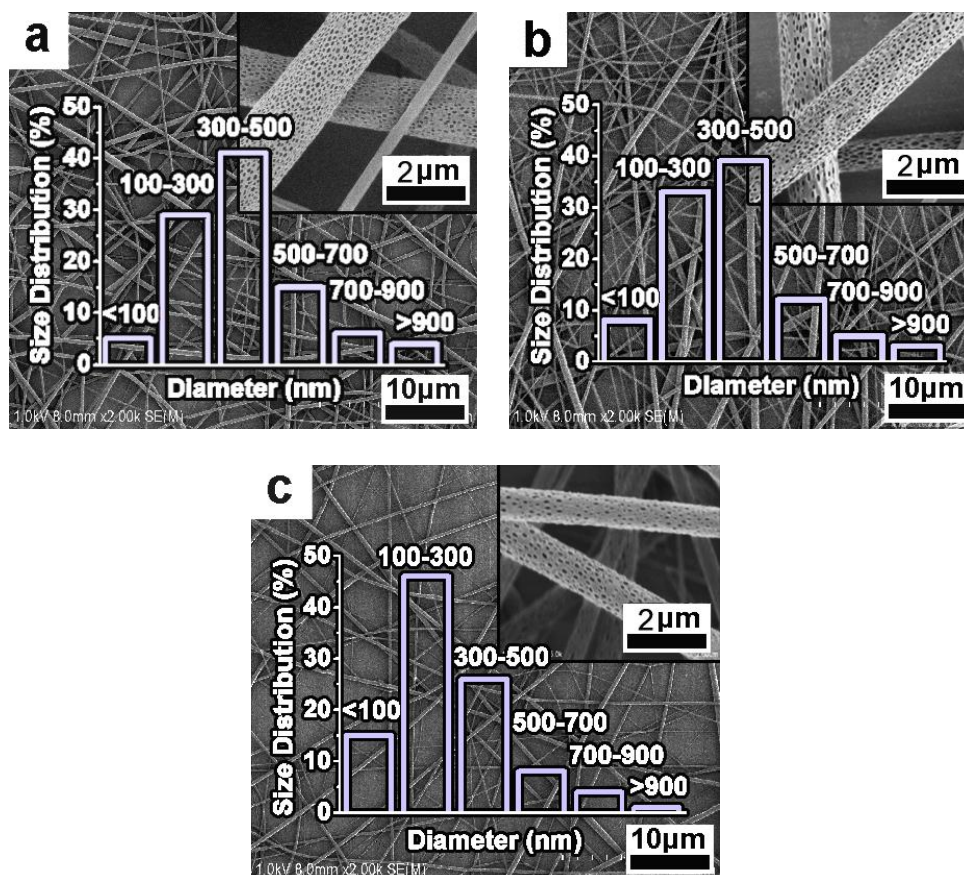 a
Size Distribution (%)
50
40
30
20
10
0
<100
100-300
300-500
500-700
700-900
>900
Diameter (nm)
2µm
10µm
1.0kV 8.0mm x2.00k SE(M)
b
Size Distribution (%)
50
40
30
20
10
0
<100
100-300
300-500
500-700
700-900
>900
Diameter (nm)
2µm
10µm
1.0kV 8.0mm x2.00k SE(M)
c
Size Distribution (%)
50
40
30
20
10
0
<100
100-300
300-500
500-700
700-900
>900
Diameter (nm)
2µm
10µm
1.0kV 8.0mm x2.00k SE(M)